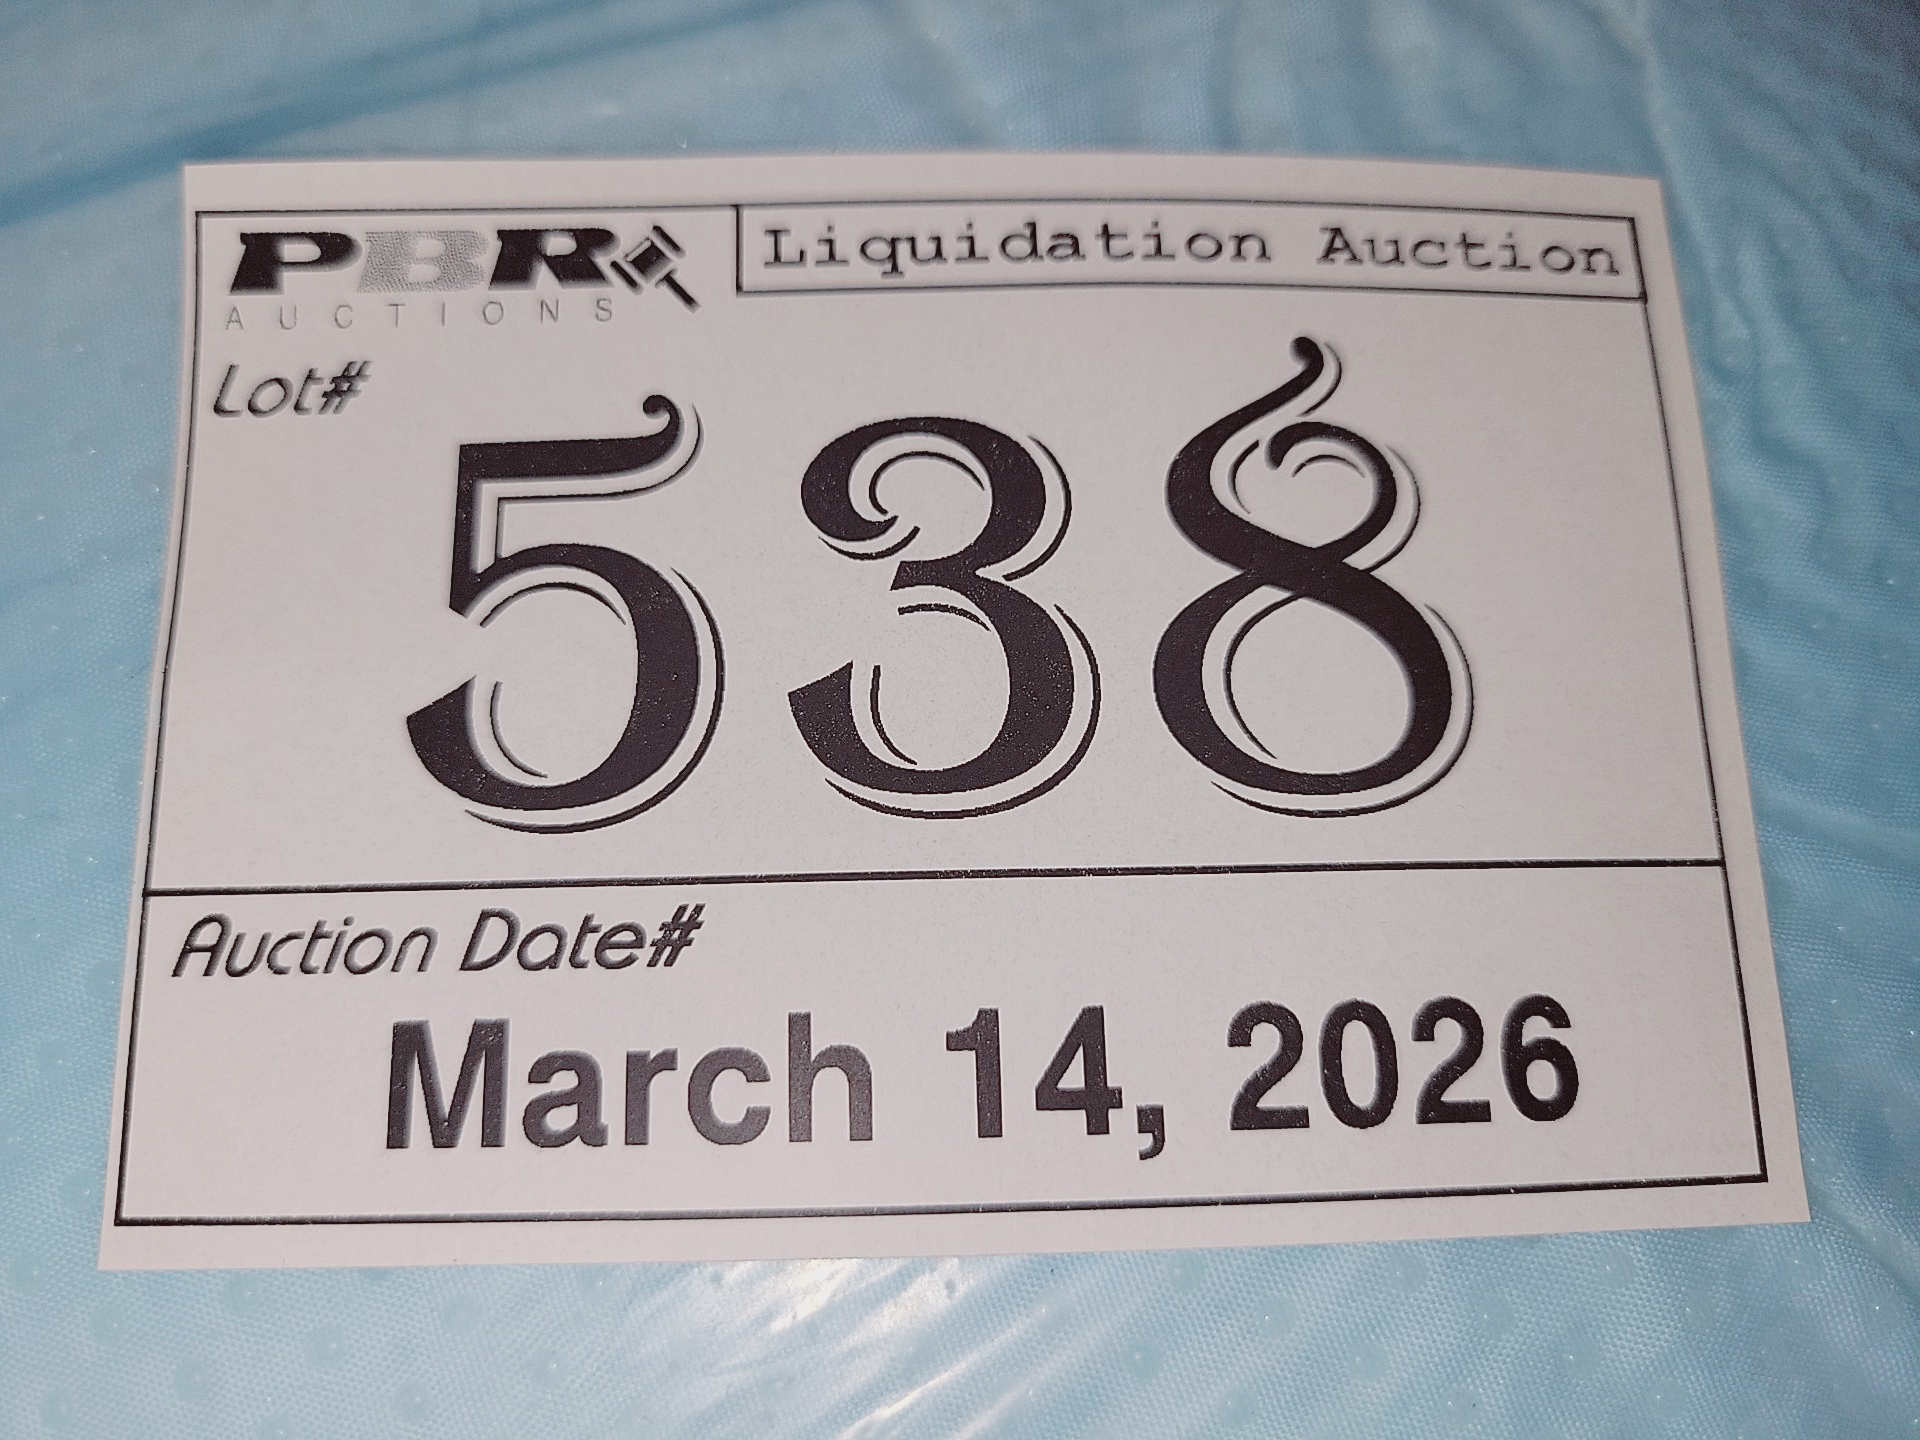 PBR
AUCTIONS
Liquidation Auction
Lot#
538
Auction Date#
March 14, 2026